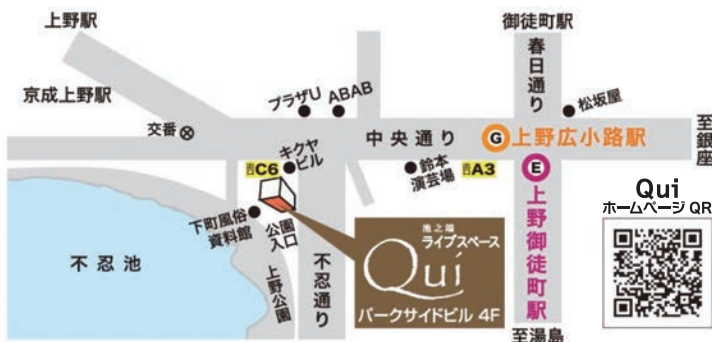 上野駅
御徒町駅
京成上野駅
春日通り
プラザU
ABAB
松坂屋
交番
中央通り
G
上野広小路駅
至銀座
キクヤ
ビル
C6
鈴本
演芸場
A3
E
上野御徒町駅
下町風俗
資料館
公園
入口
不忍池
上野公園
不忍通り
池之端
ライブスペース
Qui
パークサイドビル 4F
Qui
ホームページ QR
至湯島